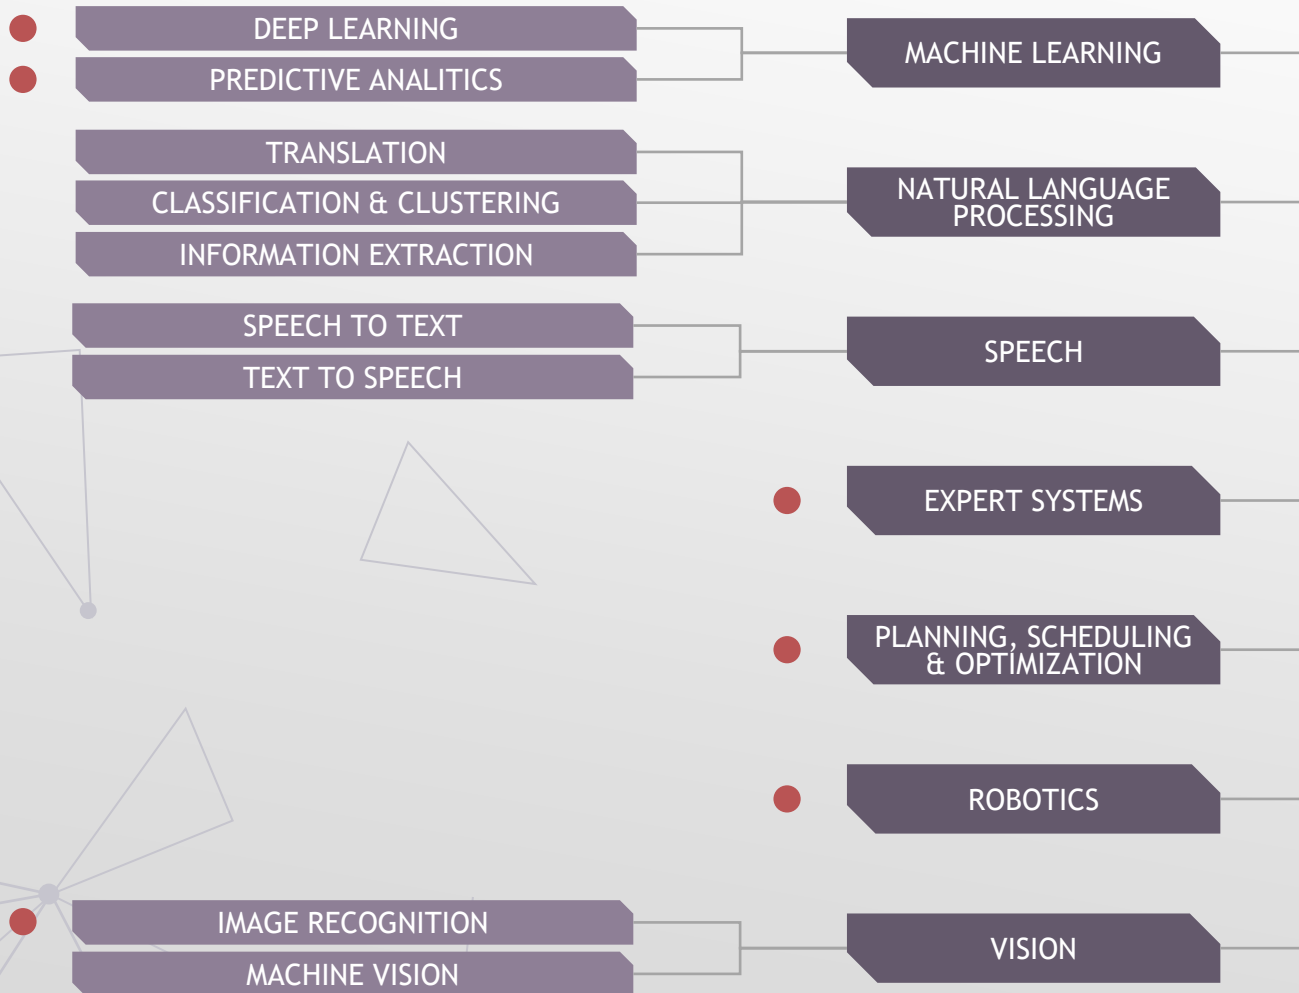 DEEP LEARNING
PREDICTIVE ANALITICS
MACHINE LEARNING
TRANSLATION
CLASSIFICATION & CLUSTERING
INFORMATION EXTRACTION
NATURAL LANGUAGE
PROCESSING
SPEECH TO TEXT
TEXT TO SPEECH
SPEECH
EXPERT SYSTEMS
PLANNING, SCHEDULING
& OPTIMIZATION
ROBOTICS
IMAGE RECOGNITION
MACHINE VISION
VISION